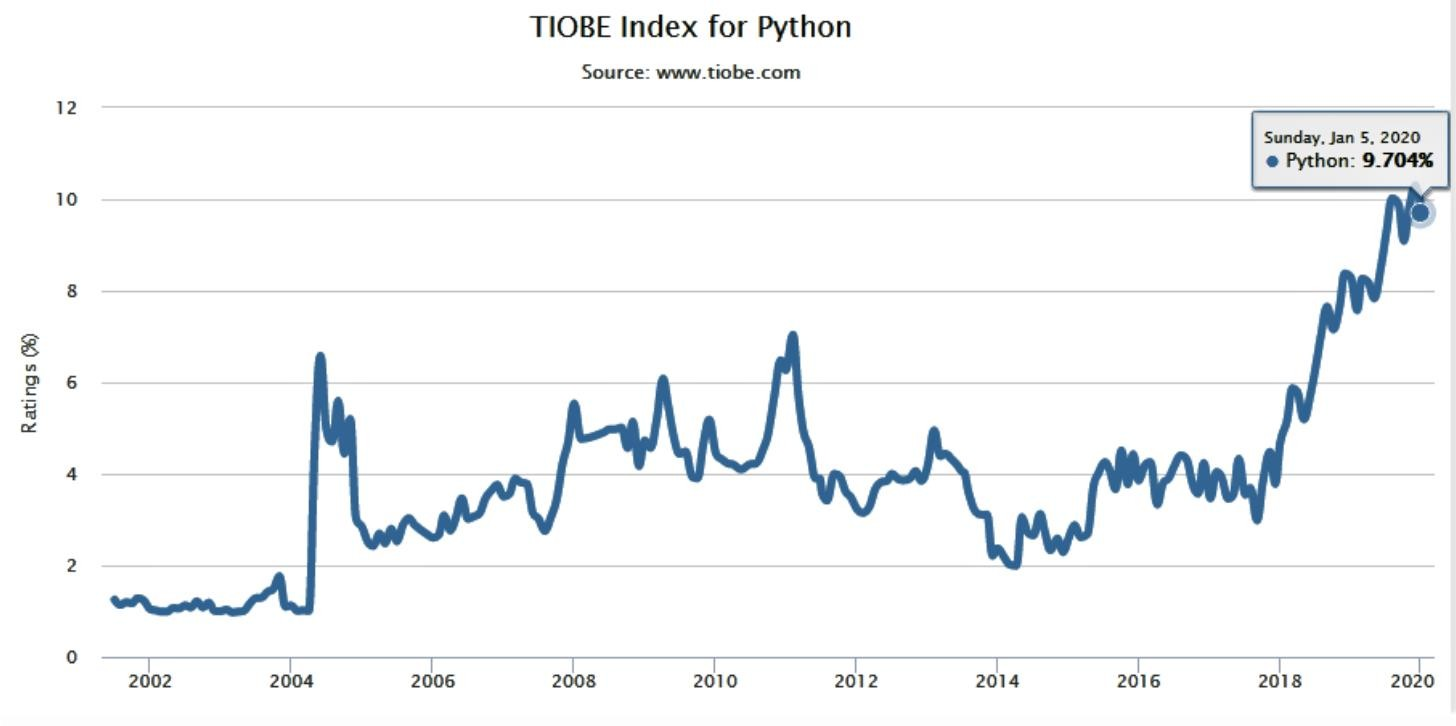 TIOBE Index for Python
Source: www.tiobe.com
12
Sunday, Jan 5, 2020
Python: 9.704%
10
8
6
4
2
0
Ratings (%)
2002 2004 2006 2008 2010 2012 2014 2016 2018 2020